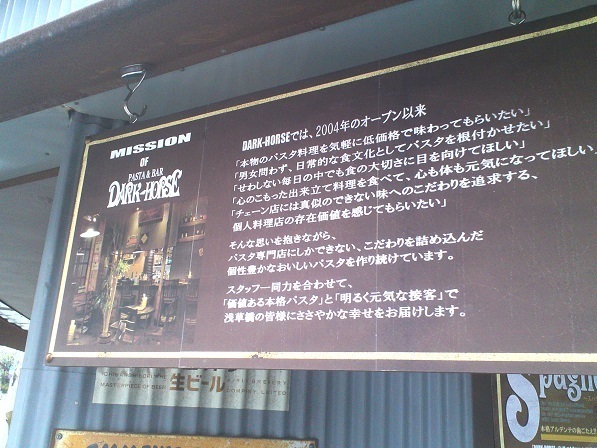 MISSION
OF
PASTA & BAR
DARK-HORSE
DARK-HORSEでは、2004年のオープン以来
「本物のパスタ料理を気軽に低価格で味わってもらいたい」
「男女問わず、日常的な食文化としてパスタを根付かせたい」
「せわしない毎日の中でも食の大切さに目を向けてほしい」
「心のこもった出来立て料理を食べて、心も体も元気になってほしい」
「チェーン店には真似のできない味へのこだわりを追求する、
個人料理店の存在価値を感じてもらいたい」
そんな思いを抱きながら、
パスタ専門店にしかできない、こだわりを詰め込んだ
個性豊かなおいしいパスタを作り続けています。
スタッフ一同力を合わせて、
「価値ある本格パスタ」と「明るく元気な接客」で
浅草橋の皆様にささやかな幸せをお届けします。
MASTERPIECE OF BEER
生ビール
COMPANY, LIMITED
Spagh